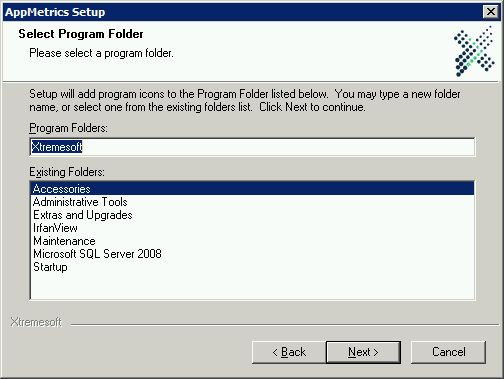 AppMetrics Setup
Select Program Folder
Please select a program folder.
Setup will add program icons to the Program Folder listed below.  You may type a new folder
name, or select one from the existing folders list.  Click Next to continue.
Program Folders:
Xtremesoft
Existing Folders:
Accessories
Administrative Tools
Extras and Upgrades
IrfanView
Maintenance
Microsoft SQL Server 2008
Startup
Xtremesoft
< Back
Next >
Cancel